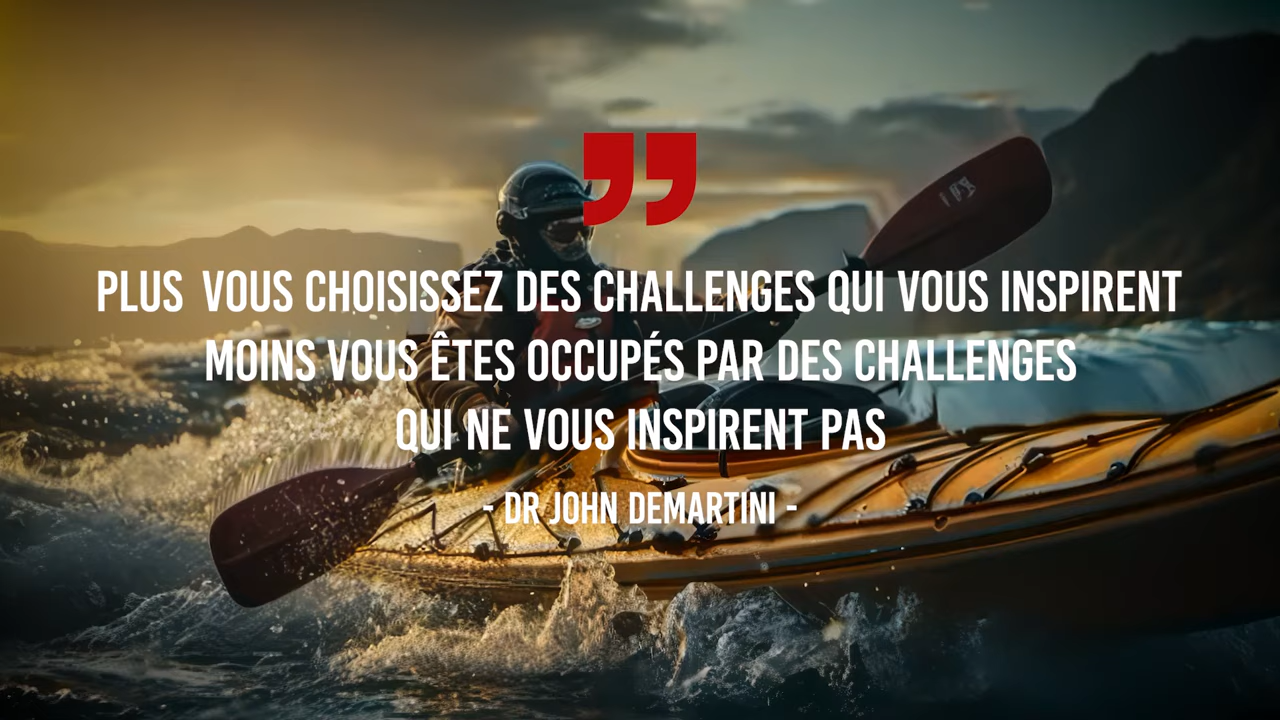 ”
PLUS VOUS CHOISISSEZ DES CHALLENGES QUI VOUS INSPIRENT
MOINS VOUS ÊTES OCCUPÉS PAR DES CHALLENGES
QUI NE VOUS INSPIRENT PAS
- DR JOHN DEMARTINI -